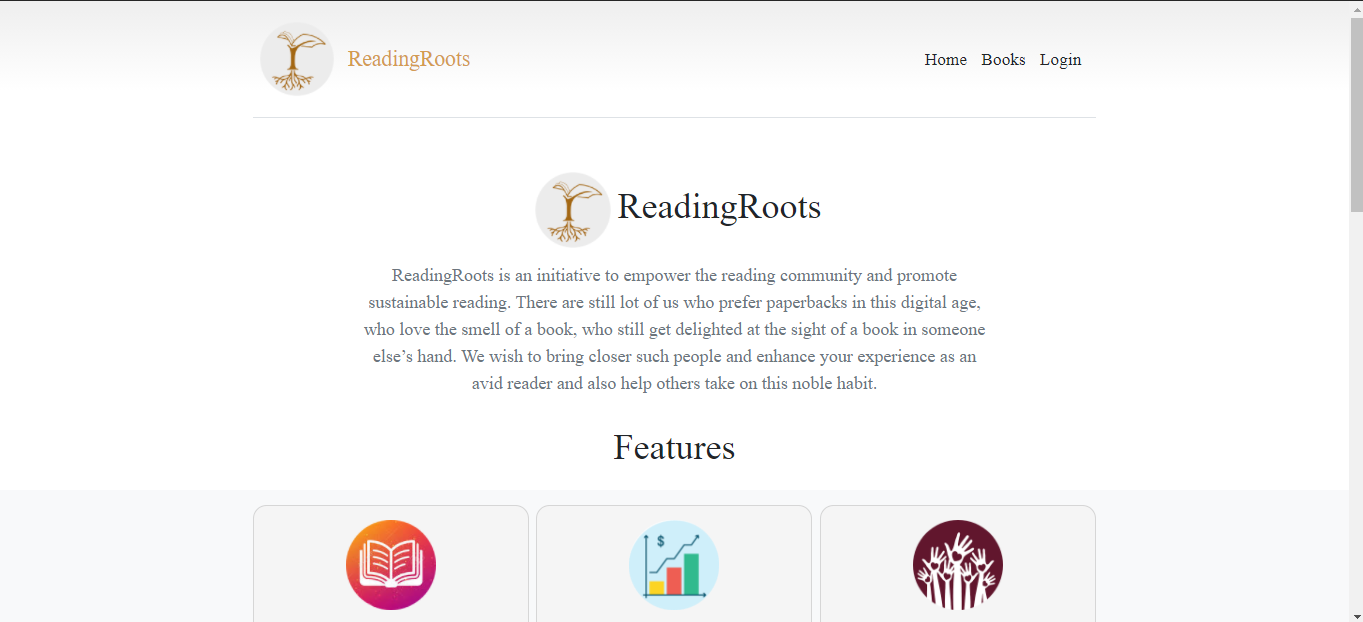 ReadingRoots
Home Books Login
ReadingRoots
ReadingRoots is an initiative to empower the reading community and promote
sustainable reading. There are still lot of us who prefer paperbacks in this digital age,
who love the smell of a book, who still get delighted at the sight of a book in someone
else’s hand. We wish to bring closer such people and enhance your experience as an
avid reader and also help others take on this noble habit.
Features
$